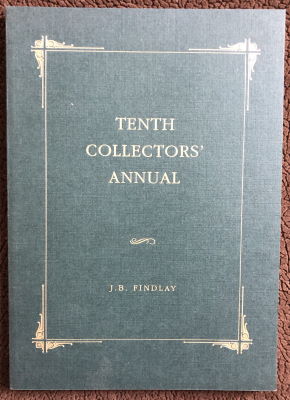 TENTH
COLLECTORS'
ANNUAL
J.B. FINDLAY